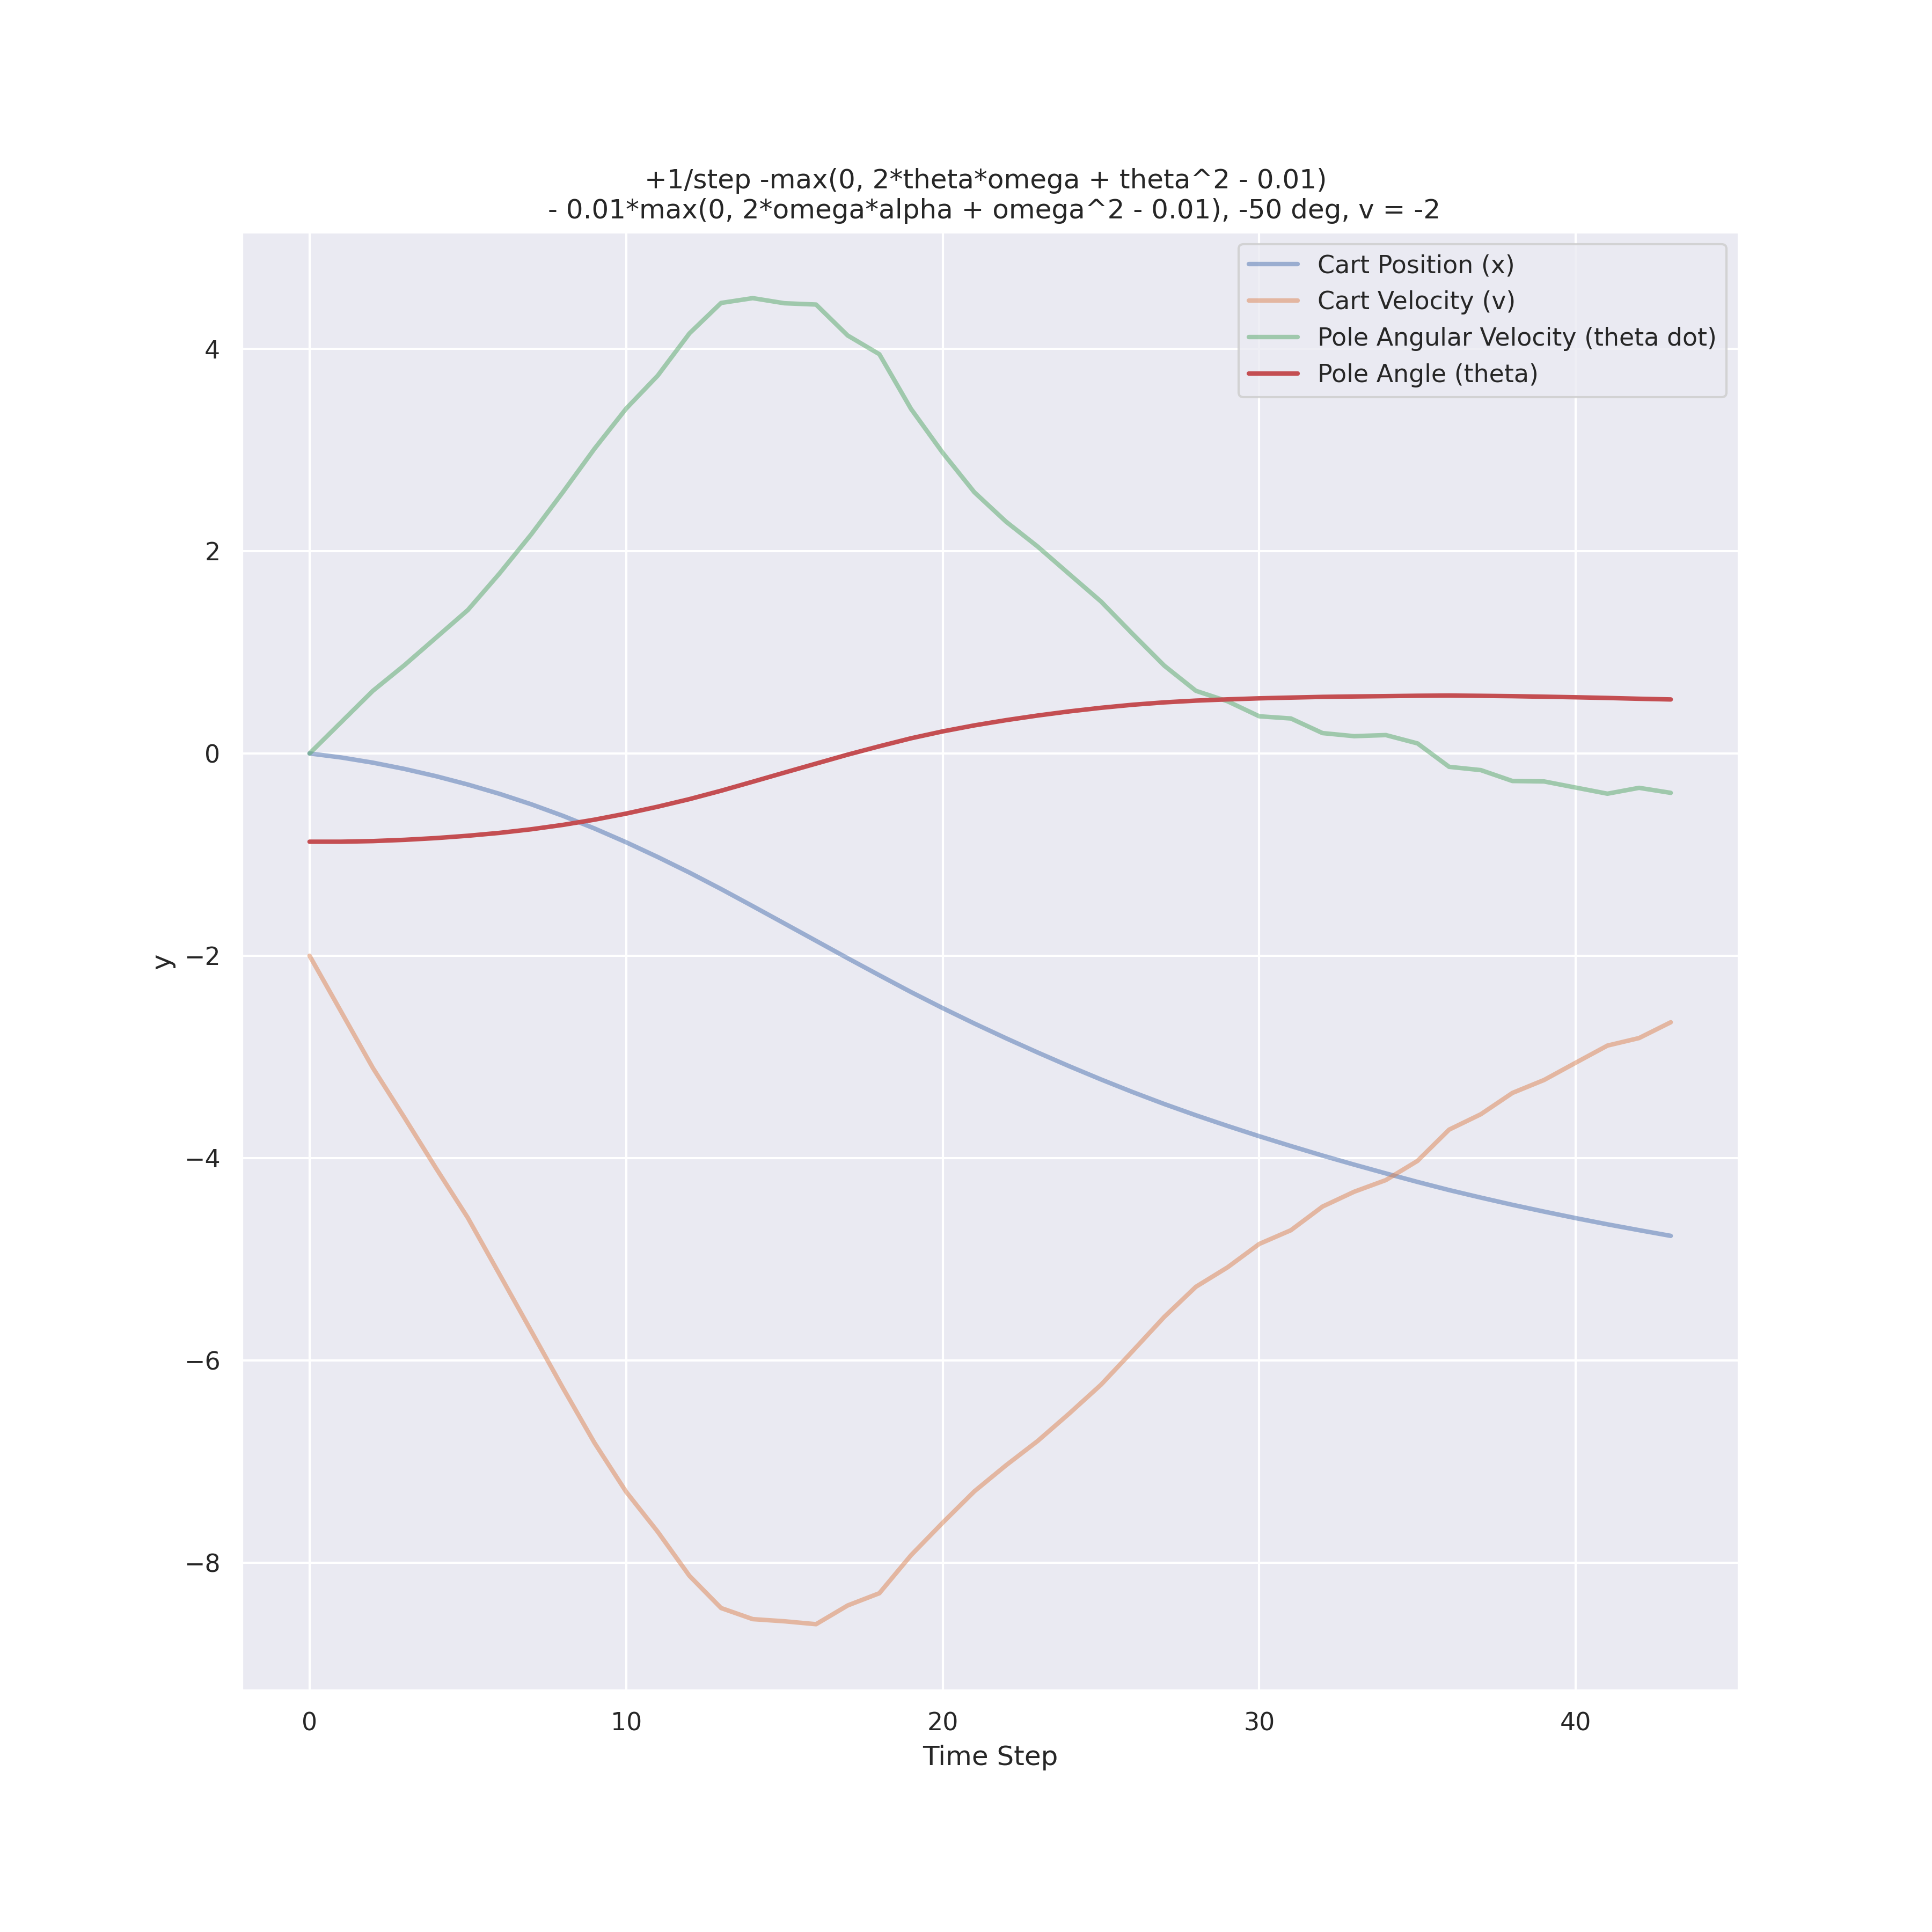 +1/step -max(0, 2*theta*omega + theta^2 - 0.01)
- 0.01*max(0, 2*omega*alpha + omega^2 - 0.01), -50 deg, v = -2
Cart Position (x)
Cart Velocity (v)
Pole Angular Velocity (theta dot)
Pole Angle (theta)
4
2
0
−2
−4
−6
−8
y
0 10 20 30 40
Time Step